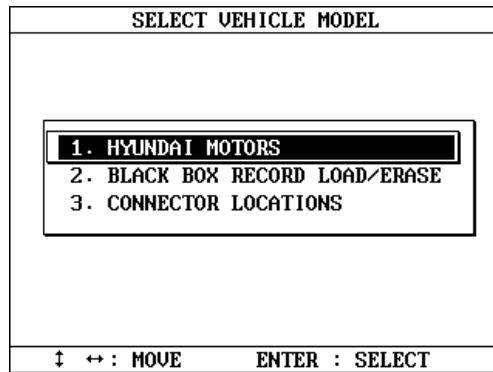 SELECT VEHICLE MODEL
1. HYUNDAI MOTORS
2. BLACK BOX RECORD LOAD/ERASE
3. CONNECTOR LOCATIONS
↕ ↔: MOVE ENTER : SELECT